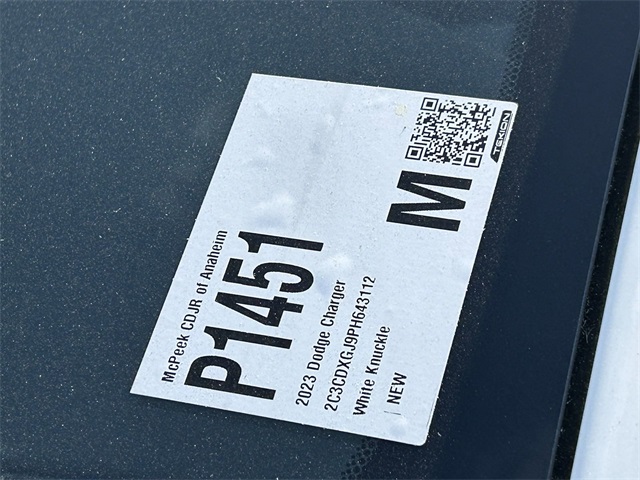 McPeek CDJR of Anaheim
P1451
M
2023 Dodge Charger
2C3CDXGJ9PH643112
White Knuckle
| NEW
TEKION